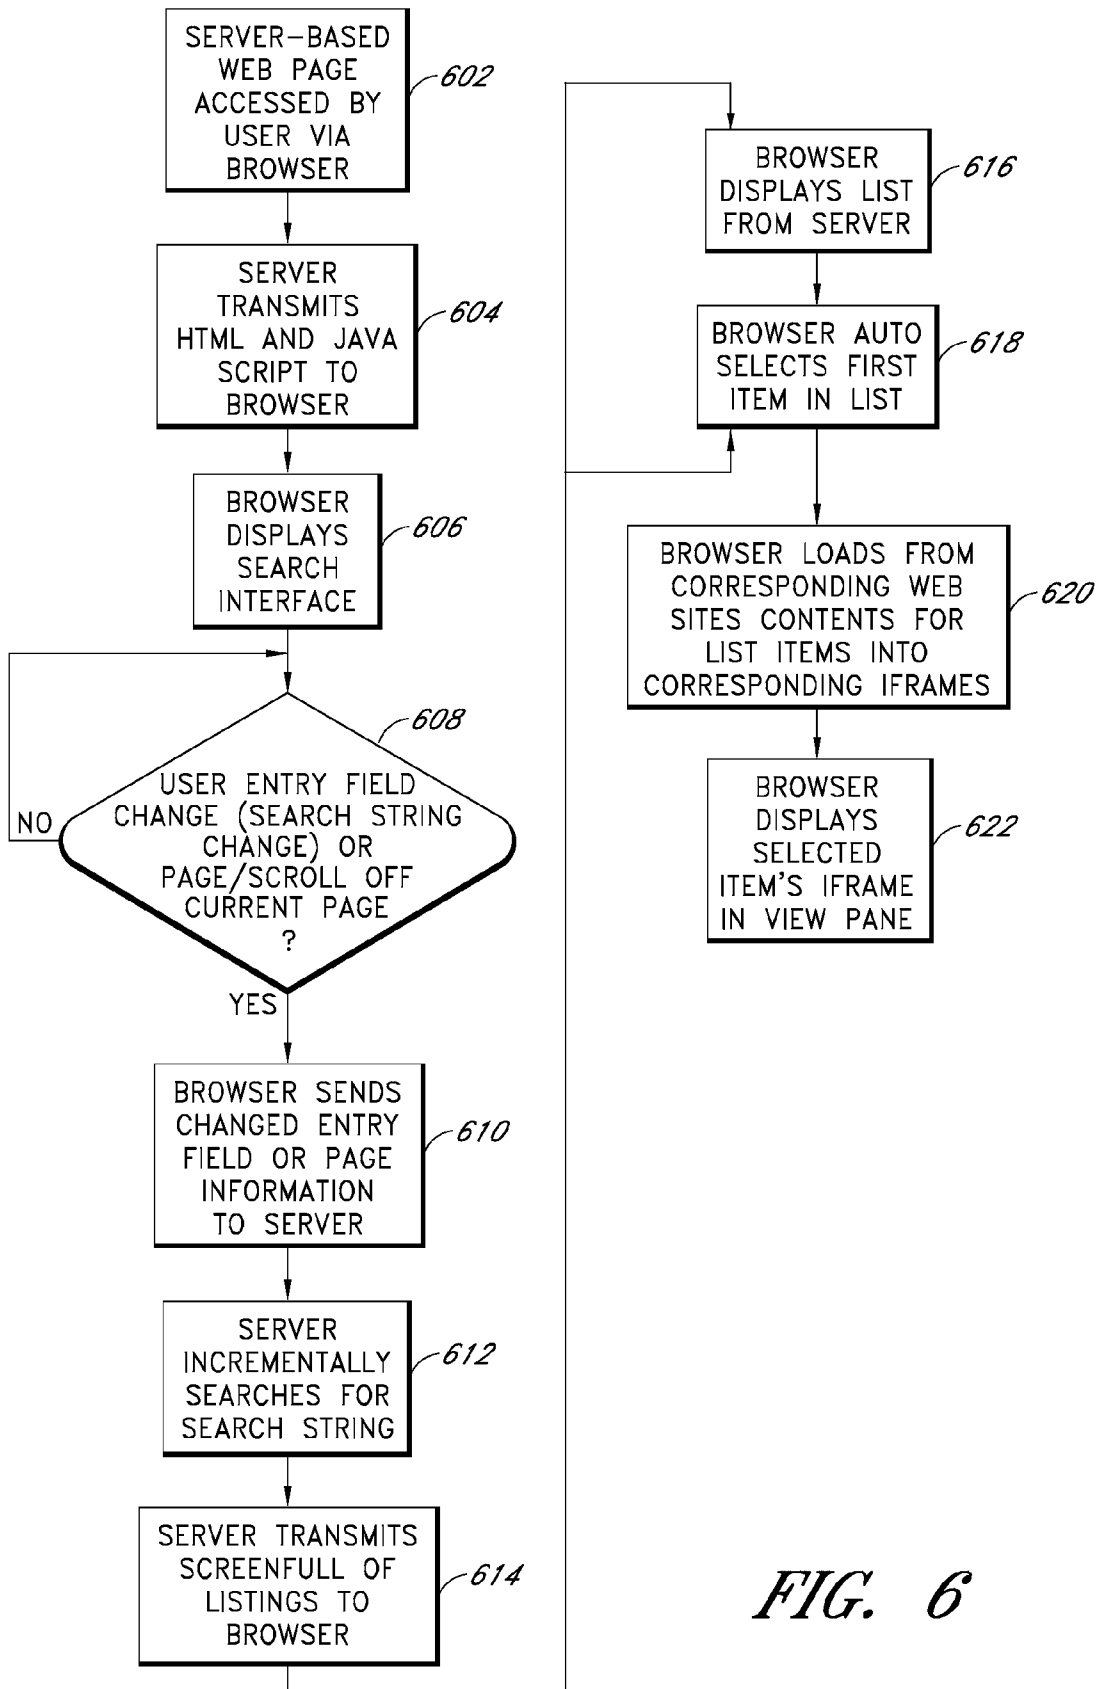 SERVER-BASED
WEB PAGE
ACCESSED BY
USER VIA
BROWSER
602
SERVER
TRANSMITS
HTML AND JAVA
SCRIPT TO
BROWSER
604
BROWSER
DISPLAYS
SEARCH
INTERFACE
606
608
USER ENTRY FIELD
CHANGE (SEARCH STRING
CHANGE) OR
PAGE/SCROLL OFF
CURRENT PAGE
?
NO
YES
BROWSER SENDS
CHANGED ENTRY
FIELD OR PAGE
INFORMATION
TO SERVER
610
SERVER
INCREMENTALLY
SEARCHES FOR
SEARCH STRING
612
SERVER TRANSMITS
SCREENFULL OF
LISTINGS TO
BROWSER
614
BROWSER
DISPLAYS LIST
FROM SERVER
616
BROWSER AUTO
SELECTS FIRST
ITEM IN LIST
618
BROWSER LOADS FROM
CORRESPONDING WEB
SITES CONTENTS FOR
LIST ITEMS INTO
CORRESPONDING IFRAMES
620
BROWSER
DISPLAYS
SELECTED
ITEM'S IFRAME
IN VIEW PANE
622
FIG. 6